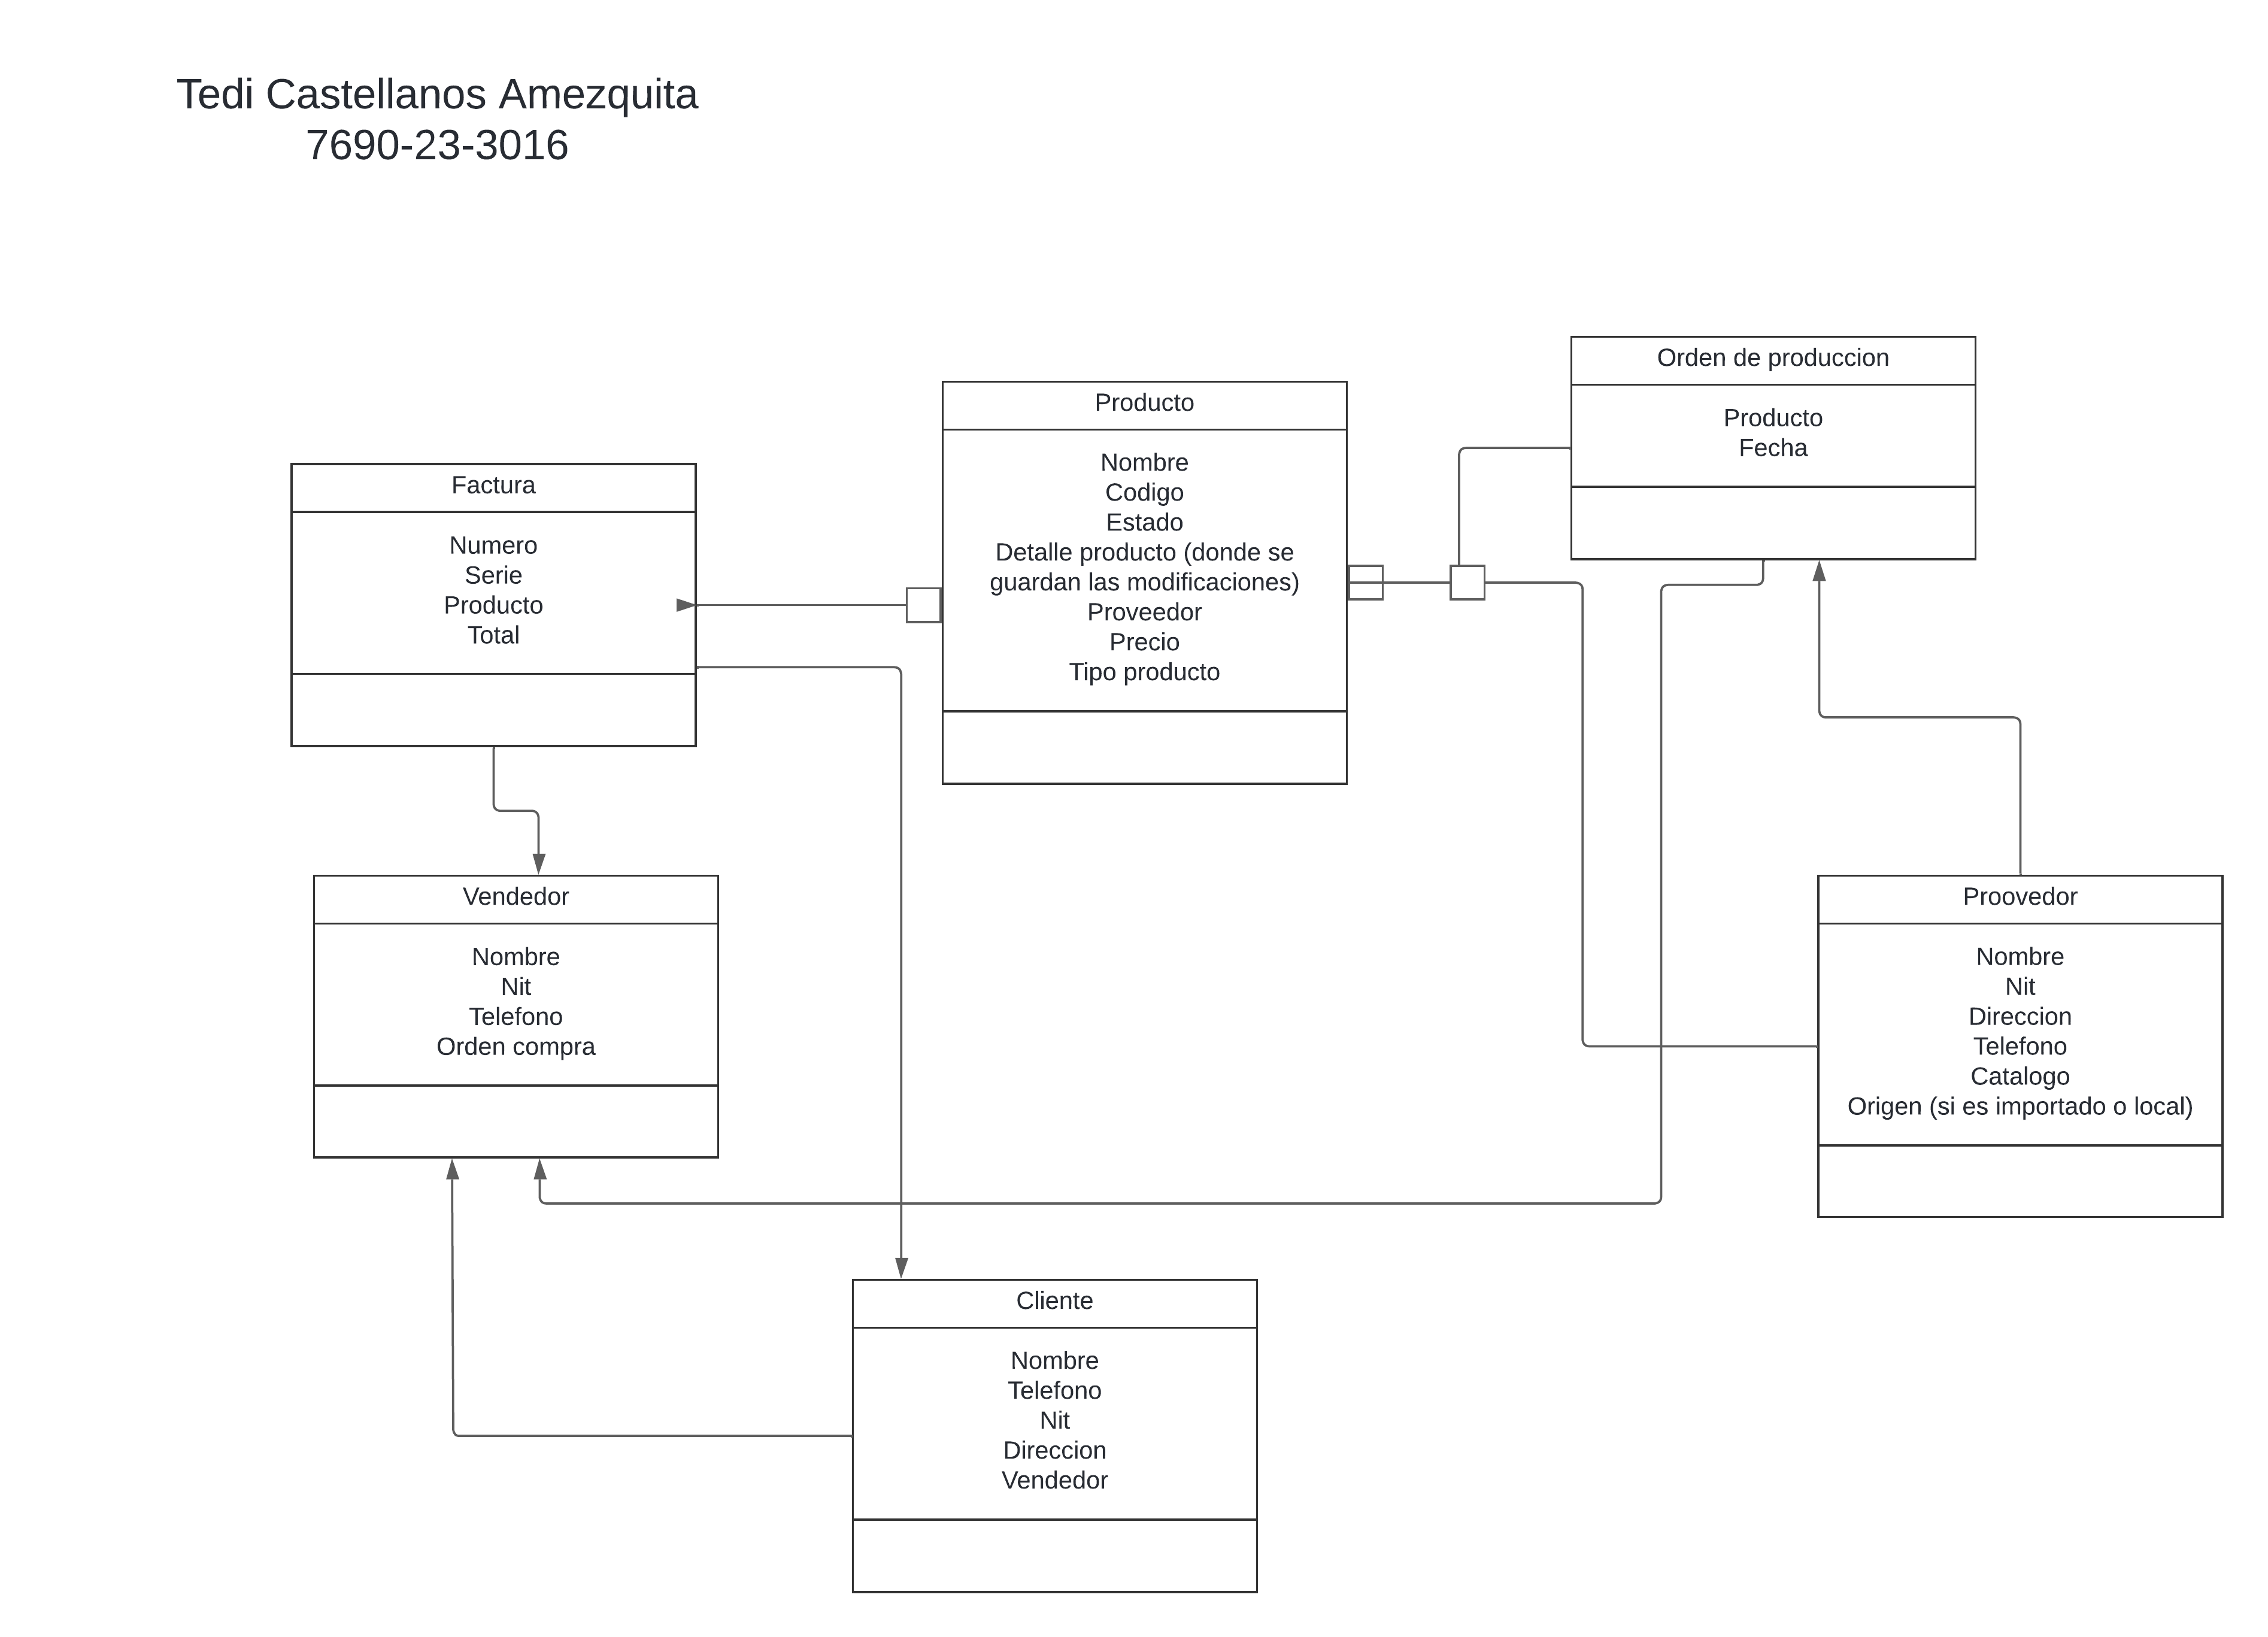 Tedi Castellanos Amezquita
7690-23-3016
Orden de produccion
Producto
Fecha
Producto
Nombre
Codigo
Estado
Detalle producto (donde se
guardan las modificaciones)
Proveedor
Precio
Tipo producto
Factura
Numero
Serie
Producto
Total
Vendedor
Nombre
Nit
Telefono
Orden compra
Proovedor
Nombre
Nit
Direccion
Telefono
Catalogo
Origen (si es importado o local)
Cliente
Nombre
Telefono
Nit
Direccion
Vendedor